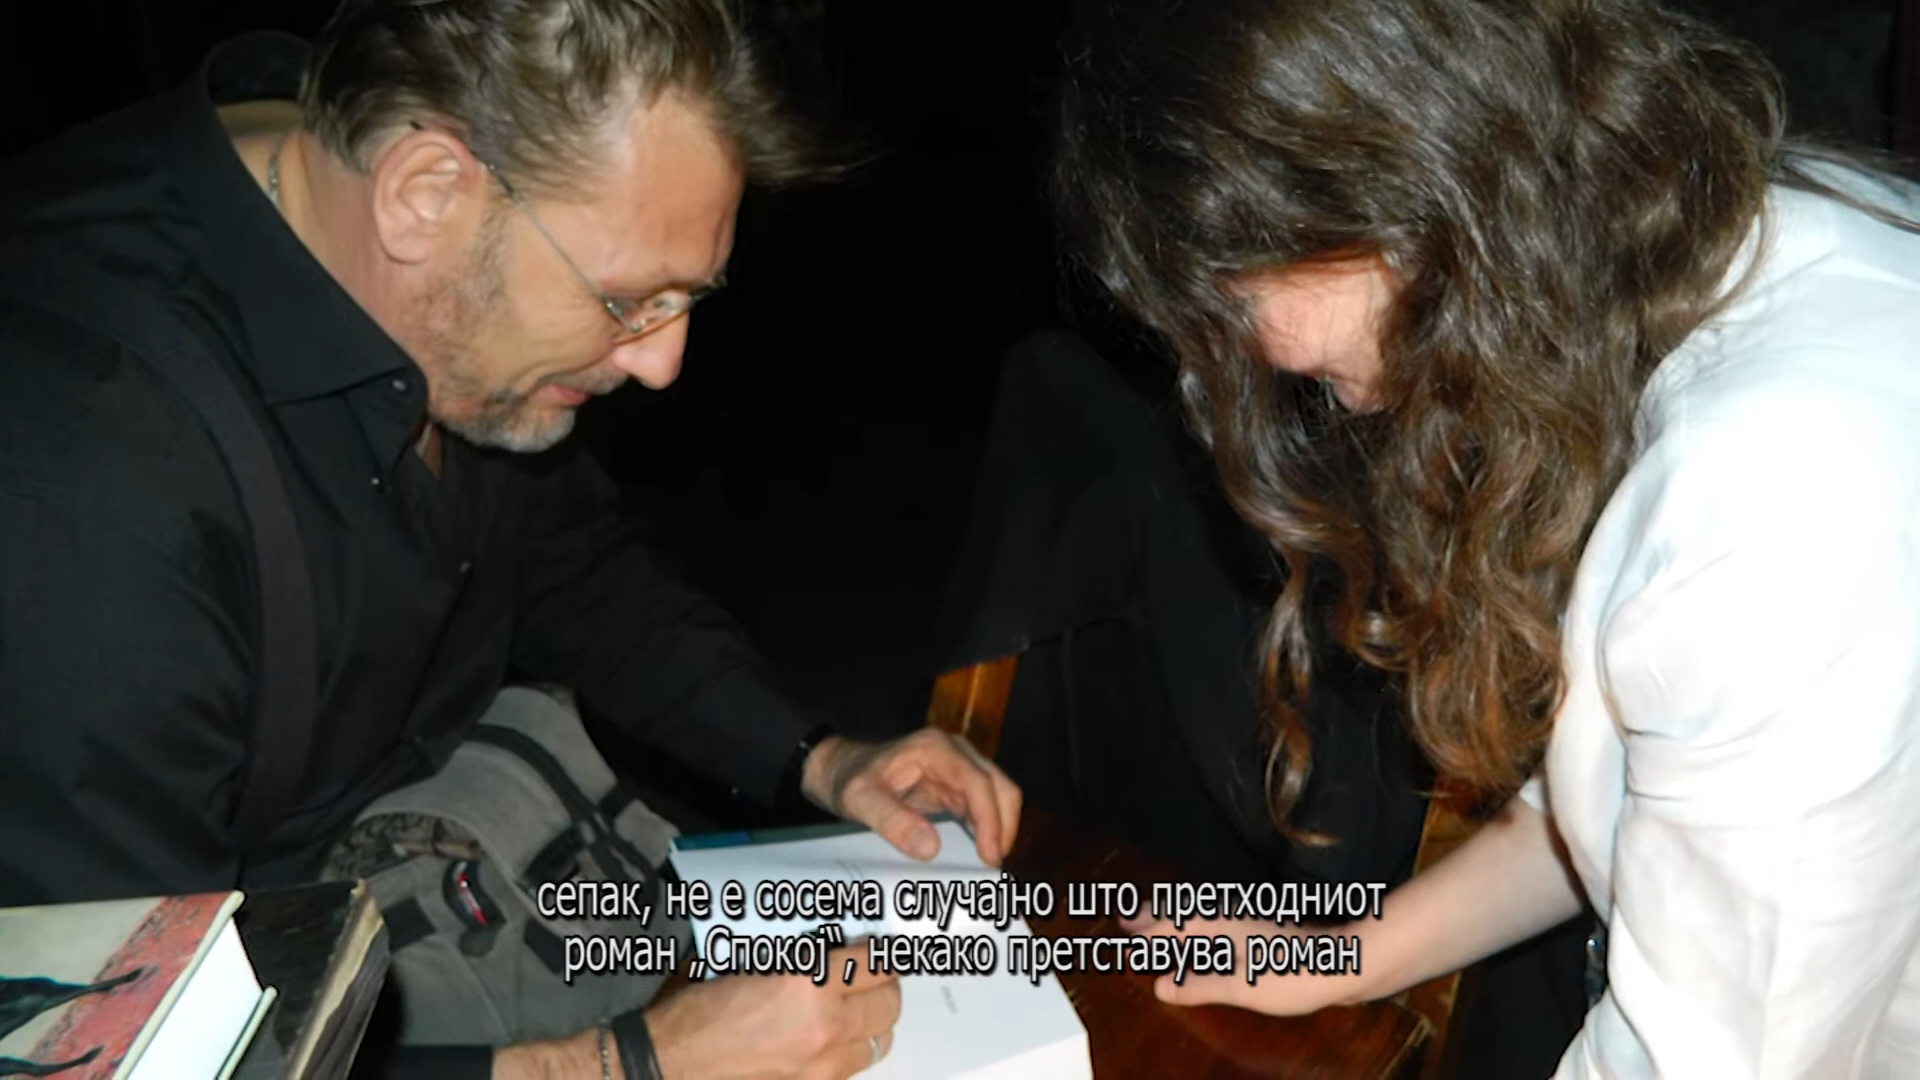 сепак, не е сосема случајно што претходниот
роман „Спокој“, некако претставува роман